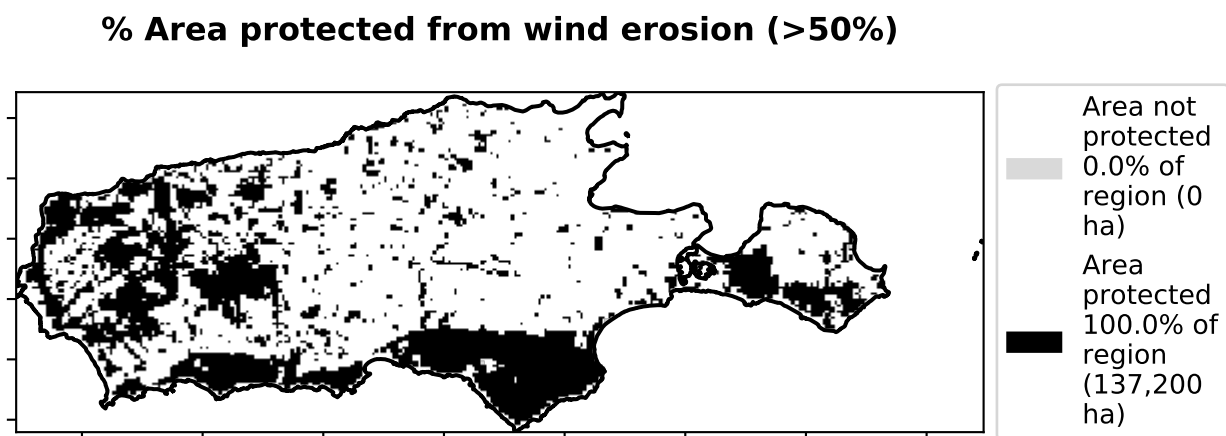 % Area protected from wind erosion (>50%)
Area not
protected
0.0% of
region (0
ha)
Area
protected
100.0% of
region
(137,200
ha)